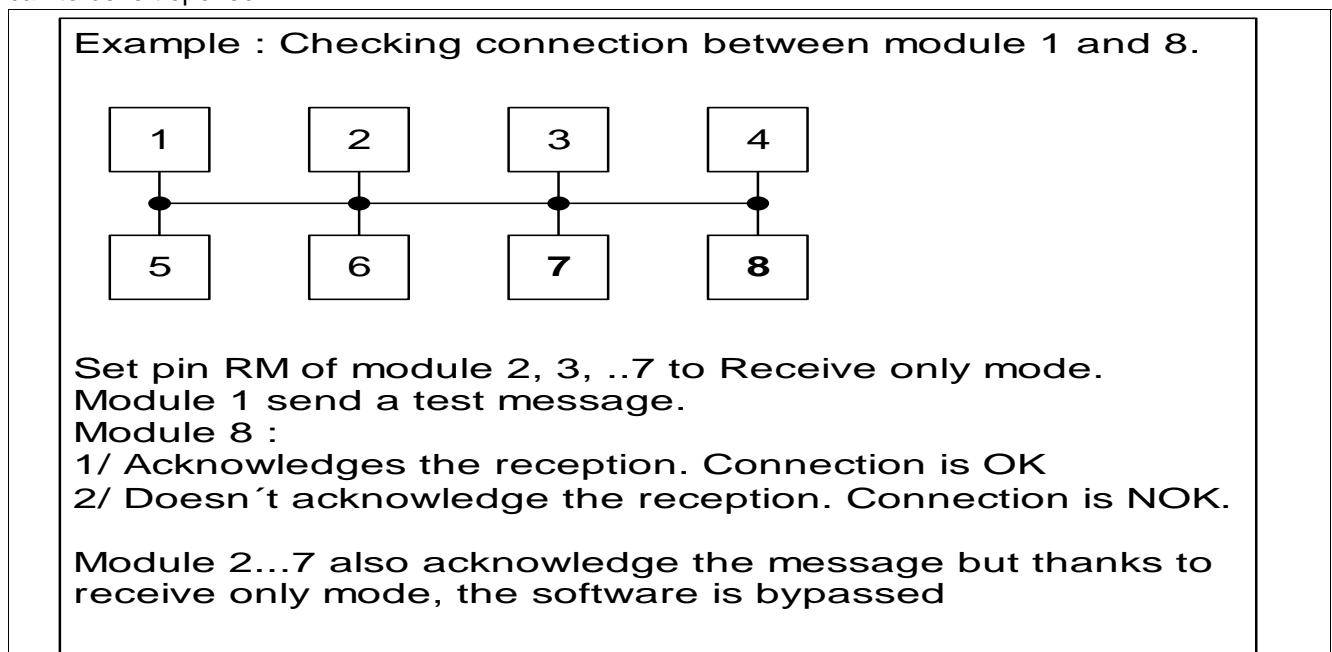 Example : Checking connection between module 1 and 8.
1 2 3 4
5 6 7 8
Set pin RM of module 2, 3, ..7 to Receive only mode.
Module 1 send a test message.
Module 8 :
1/ Acknowledges the reception. Connection is OK
2/ Doesn´t acknowledge the reception. Connection is NOK.
Module 2...7 also acknowledge the message but thanks to
receive only mode, the software is bypassed